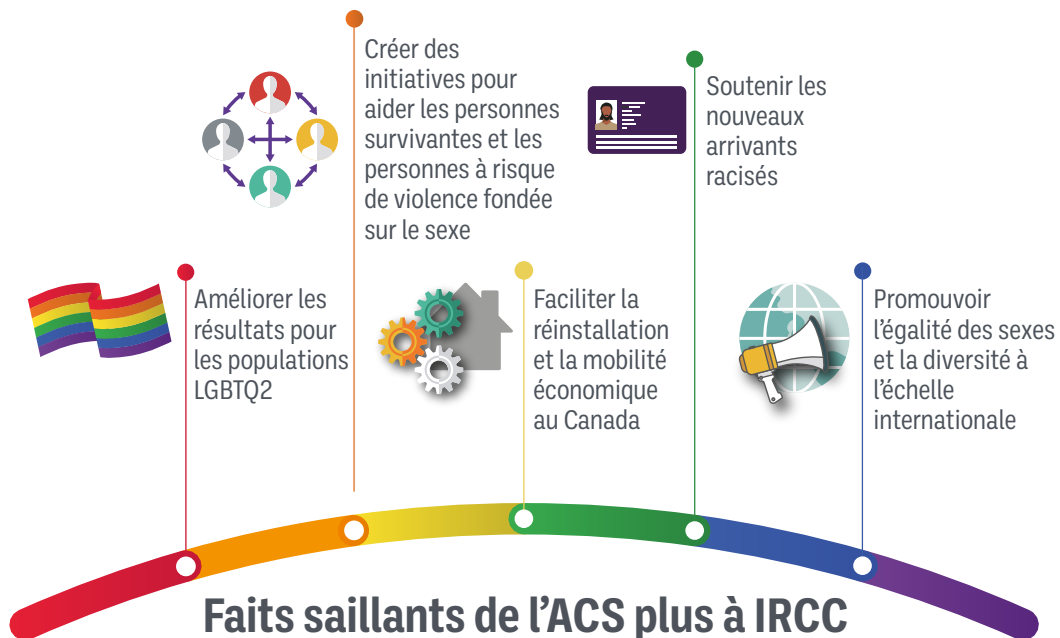 Améliorer les
résultats pour
les populations
LGBTQ2
Créer des
initiatives pour
aider les personnes
survivantes et les
personnes à risque
de violence fondée
sur le sexe
Faciliter la
réinstallation
et la mobilité
économique
au Canada
Soutenir les
nouveaux
arrivants
racisés
Promouvoir
l’égalité des sexes
et la diversité à
l’échelle
internationale
Faits saillants de l’ACS plus à IRCC